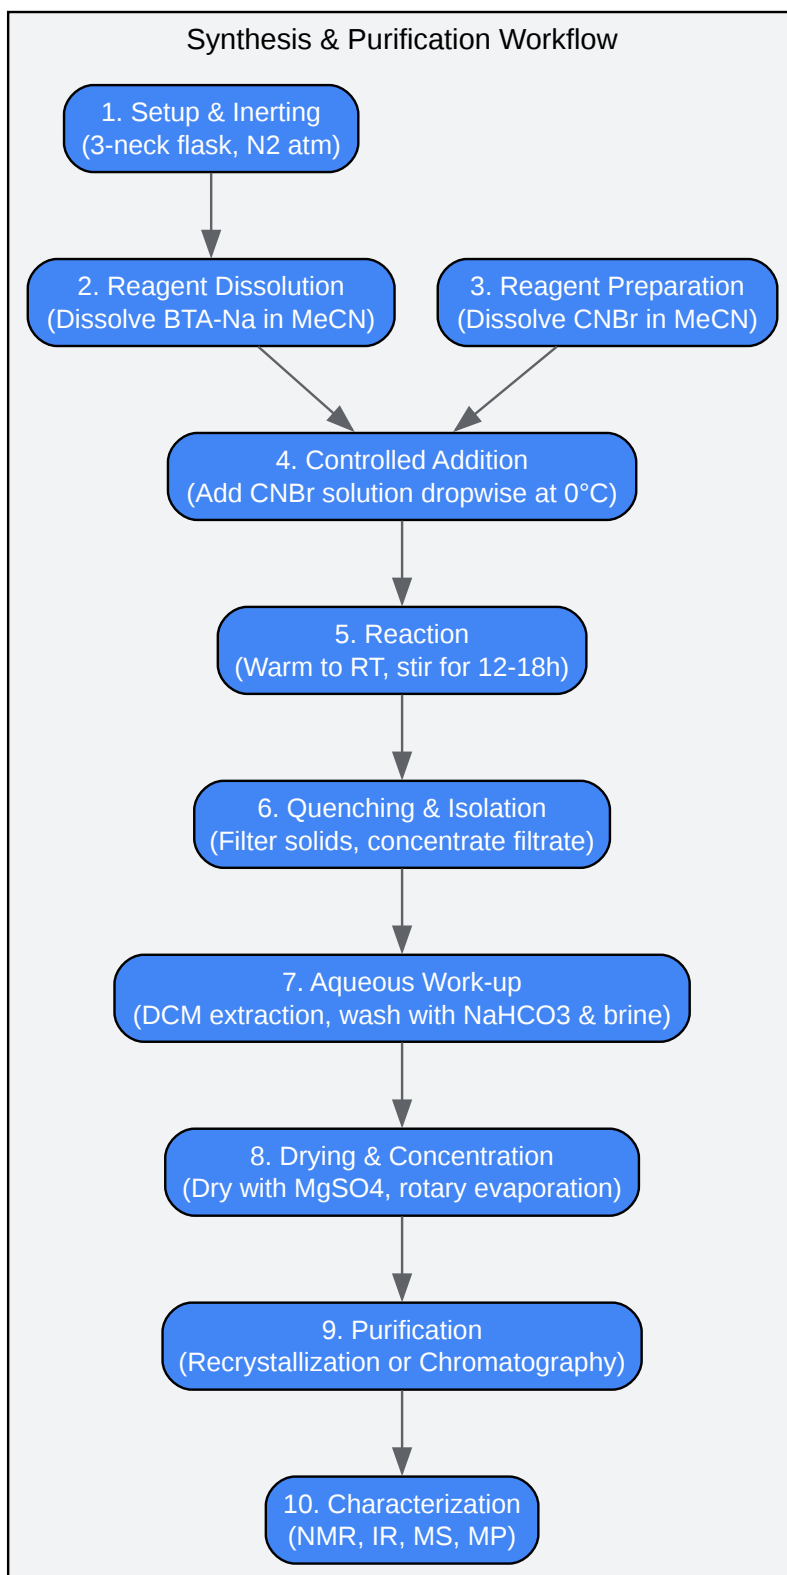 Synthesis & Purification Workflow
1. Setup & Inerting
(3-neck flask, N2 atm)
2. Reagent Dissolution
(Dissolve BTA-Na in MeCN)
3. Reagent Preparation
(Dissolve CNBr in MeCN)
4. Controlled Addition
(Add CNBr solution dropwise at 0°C)
5. Reaction
(Warm to RT, stir for 12-18h)
6. Quenching & Isolation
(Filter solids, concentrate filtrate)
7. Aqueous Work-up
(DCM extraction, wash with NaHCO3 & brine)
8. Drying & Concentration
(Dry with MgSO4, rotary evaporation)
9. Purification
(Recrystallization or Chromatography)
10. Characterization
(NMR, IR, MS, MP)